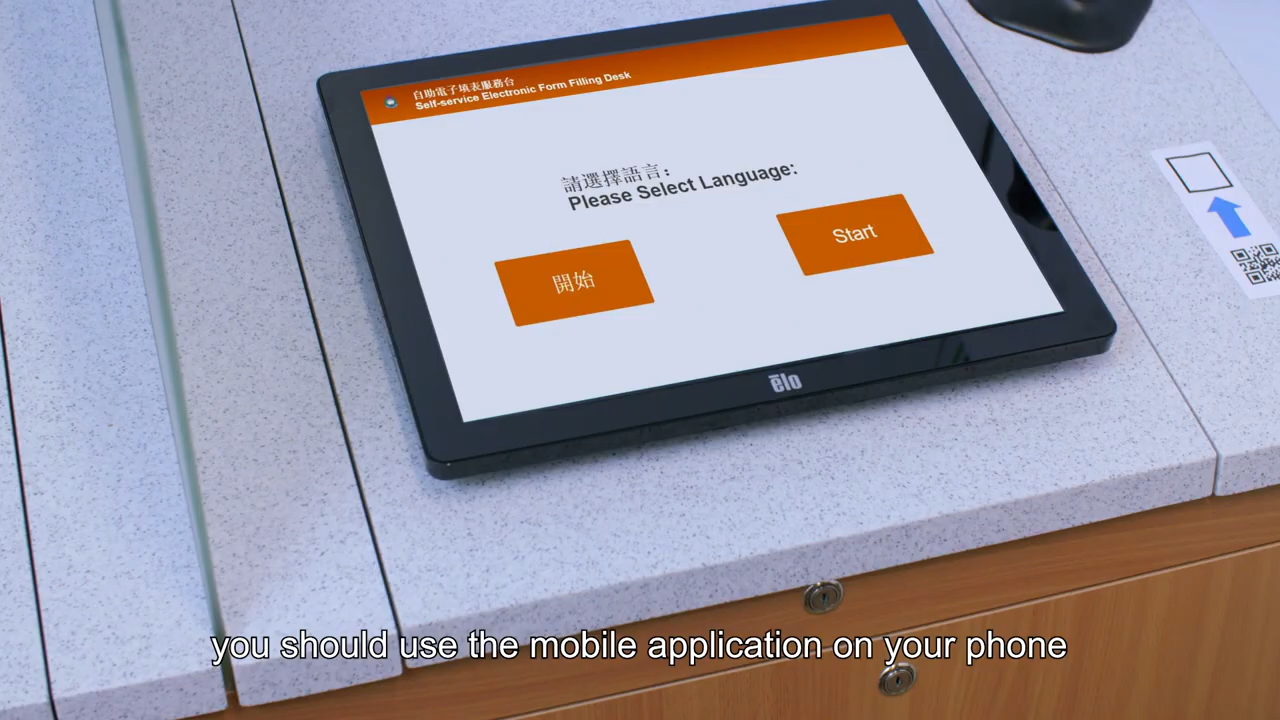 自助電子填表服務台
Self-service Electronic Form Filling Desk
請選擇語言：
Please Select Language:
開始
Start
elo
you should use the mobile application on your phone